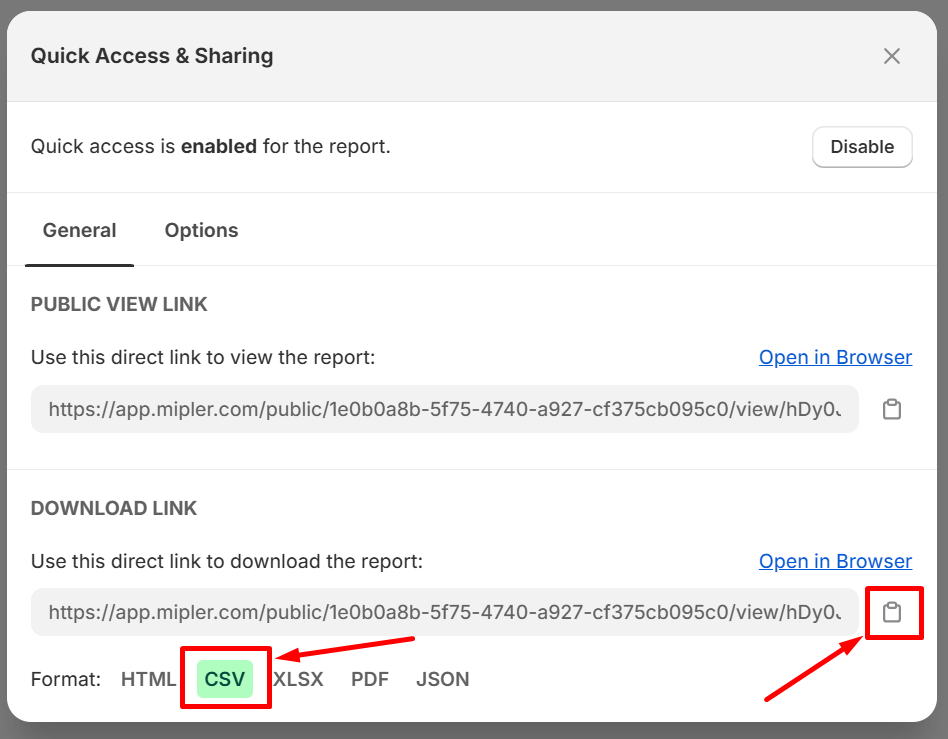 Quick Access & Sharing
Quick access is enabled for the report.
Disable
General Options
PUBLIC VIEW LINK
Use this direct link to view the report: Open in Browser
https://app.mipler.com/public/1e0b0a8b-5f75-4740-a927-cf375cb095c0/view/hDy0
DOWNLOAD LINK
Use this direct link to download the report: Open in Browser
https://app.mipler.com/public/1e0b0a8b-5f75-4740-a927-cf375cb095c0/view/hDy0
Format: HTML CSV XLSX PDF JSON